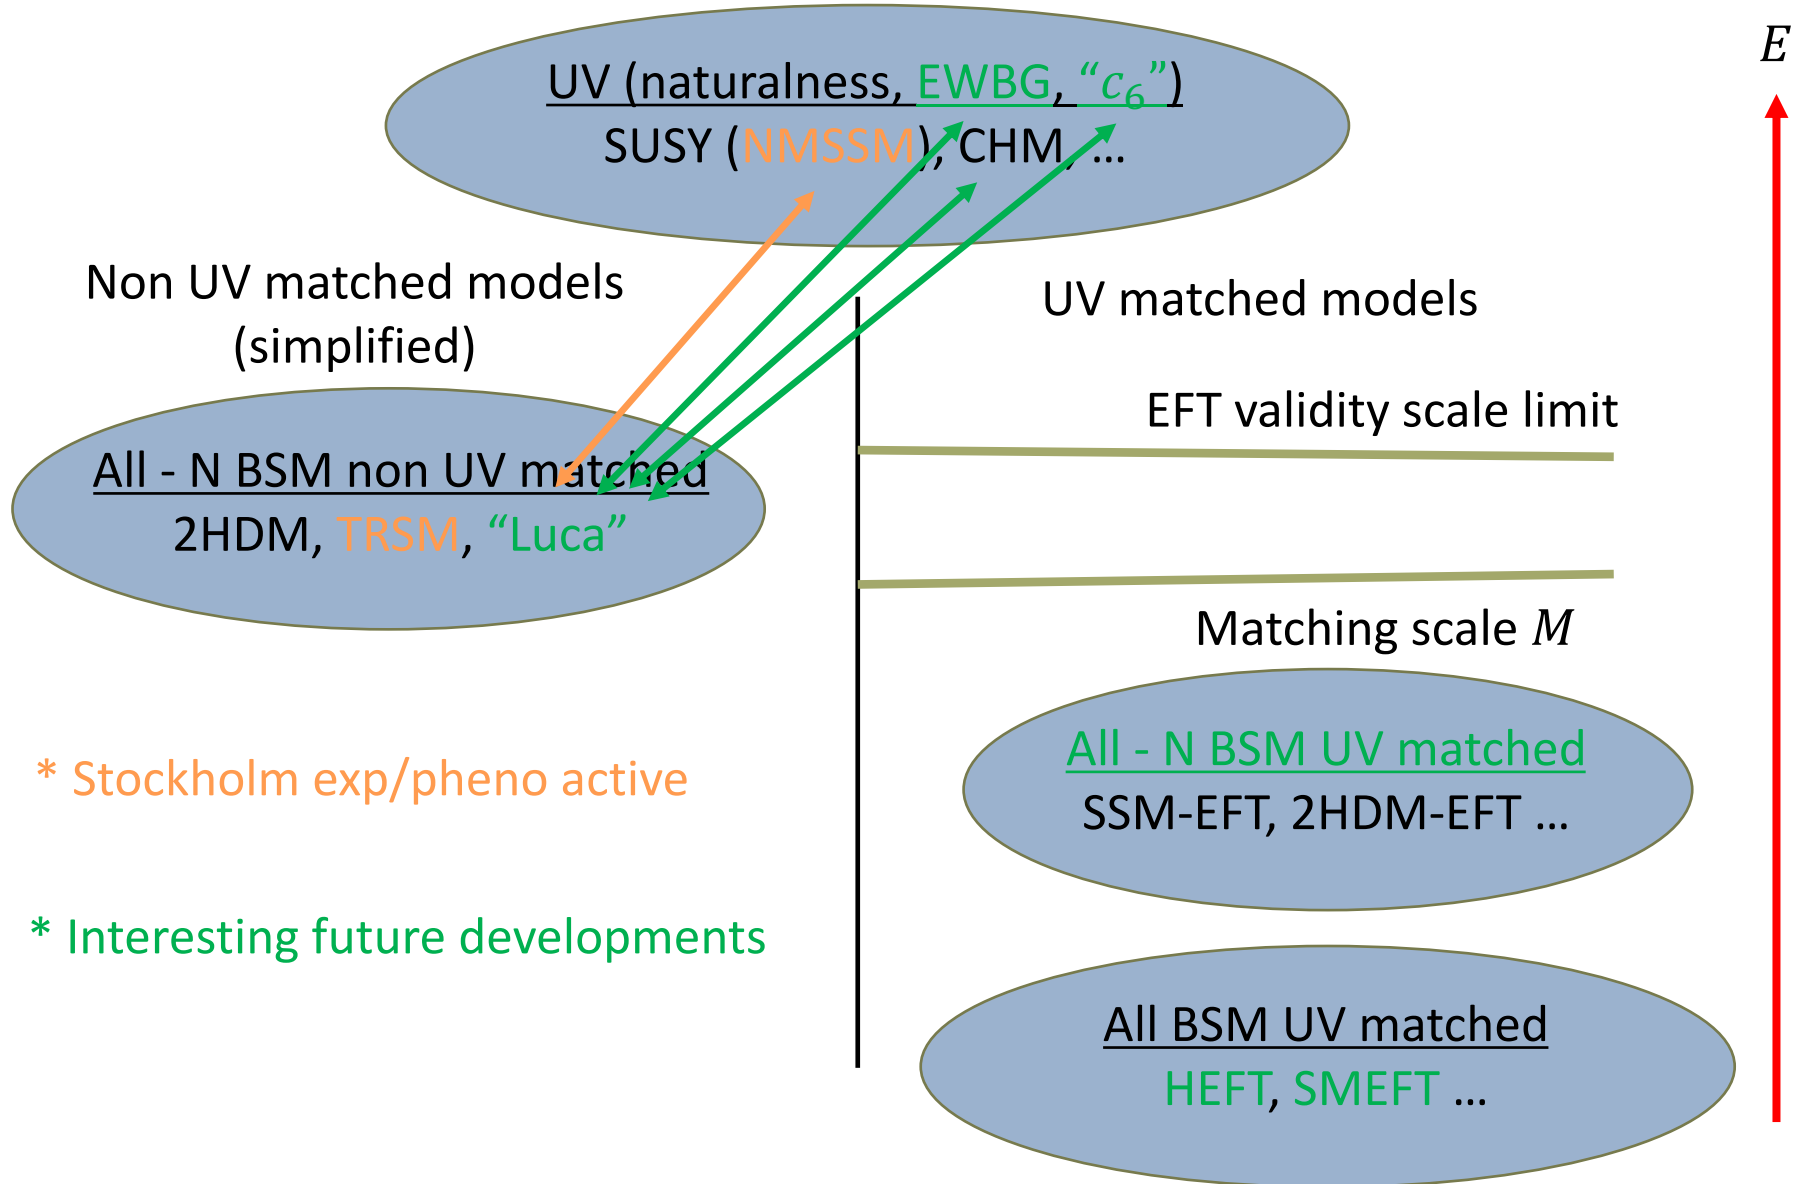 E
UV (naturalness, EWBG, “c₆”)
SUSY (NMSSM), CHM, ...
Non UV matched models
(simplified)
UV matched models
EFT validity scale limit
All - N BSM non UV matched
2HDM, TRSM, “Luca”
Matching scale M
All - N BSM UV matched
SSM-EFT, 2HDM-EFT ...
* Stockholm exp/pheno active
* Interesting future developments
All BSM UV matched
HEFT, SMEFT ...